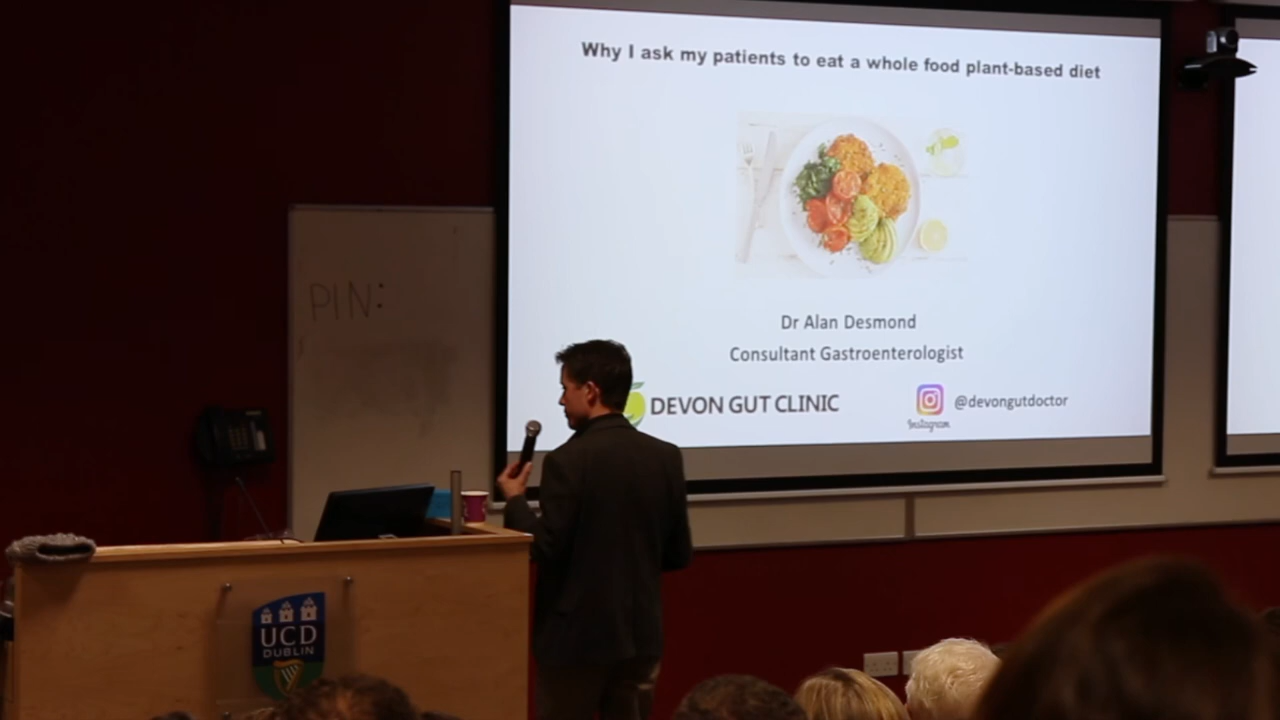 Why I ask my patients to eat a whole food plant-based diet
Dr Alan Desmond
Consultant Gastroenterologist
DEVON GUT CLINIC
@devongutdoctor
Instagram
PIN:
UCD
DUBLIN